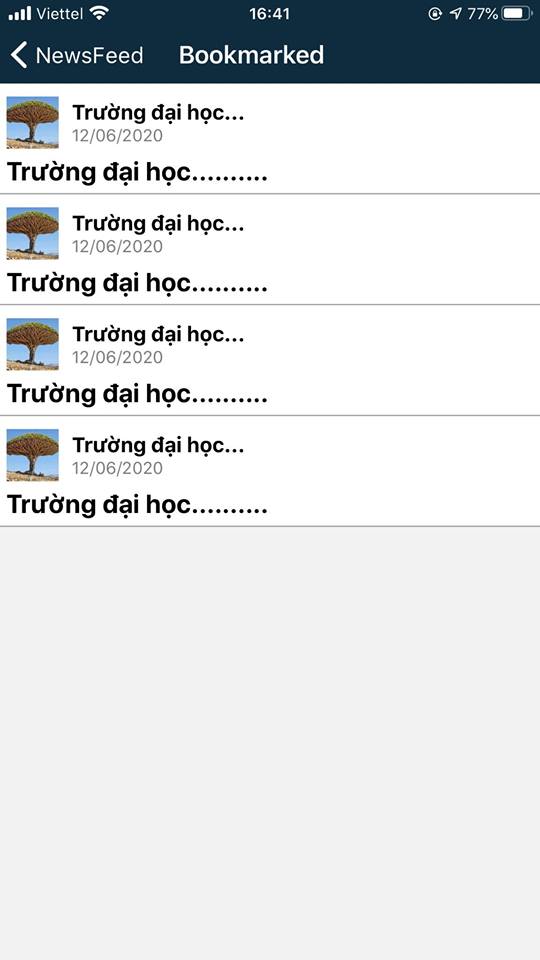 Viettel 16:41 77%
NewsFeed Bookmarked
Trường đại học...
12/06/2020
Trường đại học..........
Trường đại học...
12/06/2020
Trường đại học..........
Trường đại học...
12/06/2020
Trường đại học..........
Trường đại học...
12/06/2020
Trường đại học..........